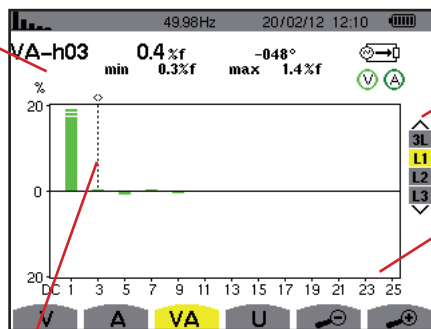 49.98Hz 20/02/12 12:10
VA-h03 0.4 %f -048°
min 0.3%f max 1.4%f
V A
%
20
3L
L1
0
L2
L3
20
DC 1 3 5 7 9 11 13 15 17 19 21 23 25
V A VA U